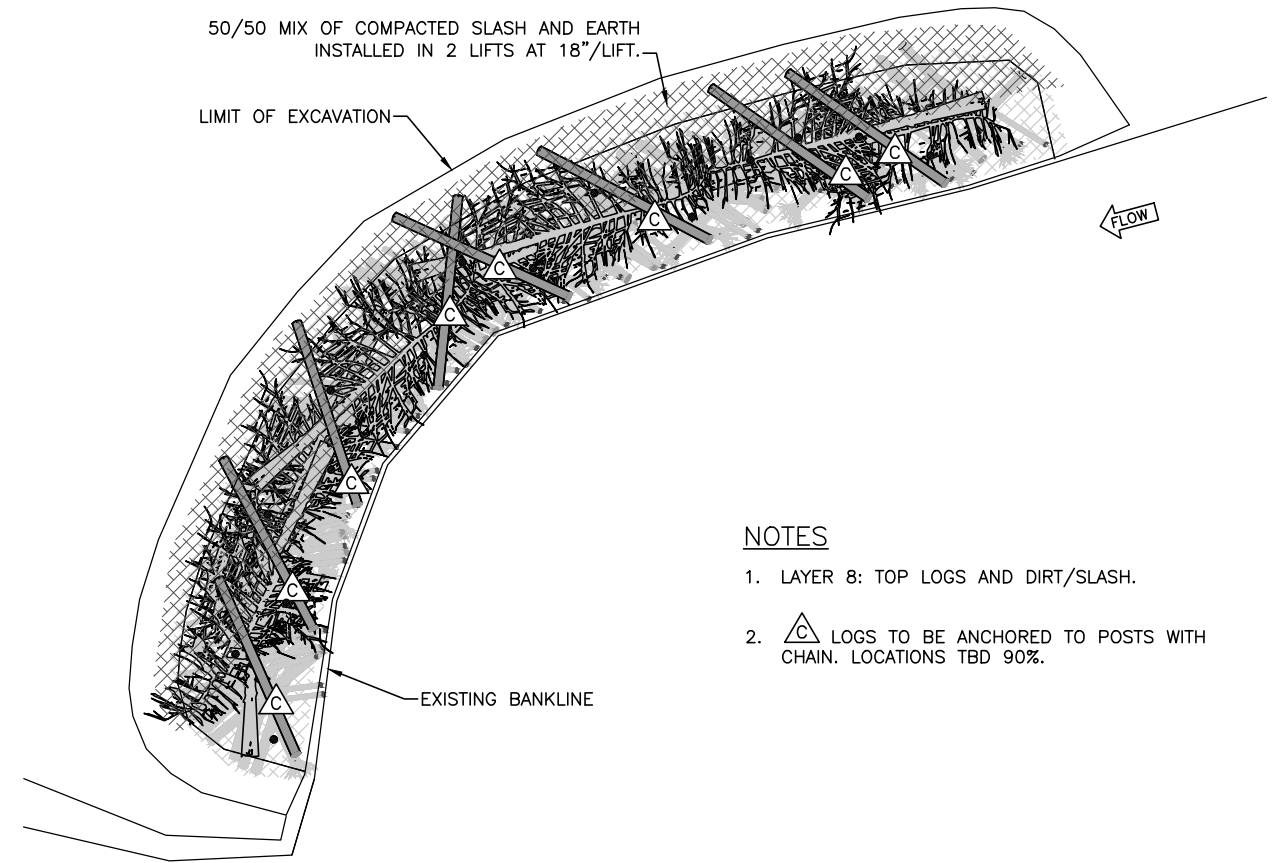 50/50 MIX OF COMPACTED SLASH AND EARTH
INSTALLED IN 2 LIFTS AT 18"/LIFT.
LIMIT OF EXCAVATION
C
C
FLOW
C
C
C
C
C
C
EXISTING BANKLINE
NOTES
1. LAYER 8: TOP LOGS AND DIRT/SLASH.
2. C LOGS TO BE ANCHORED TO POSTS WITH
CHAIN. LOCATIONS TBD 90%.